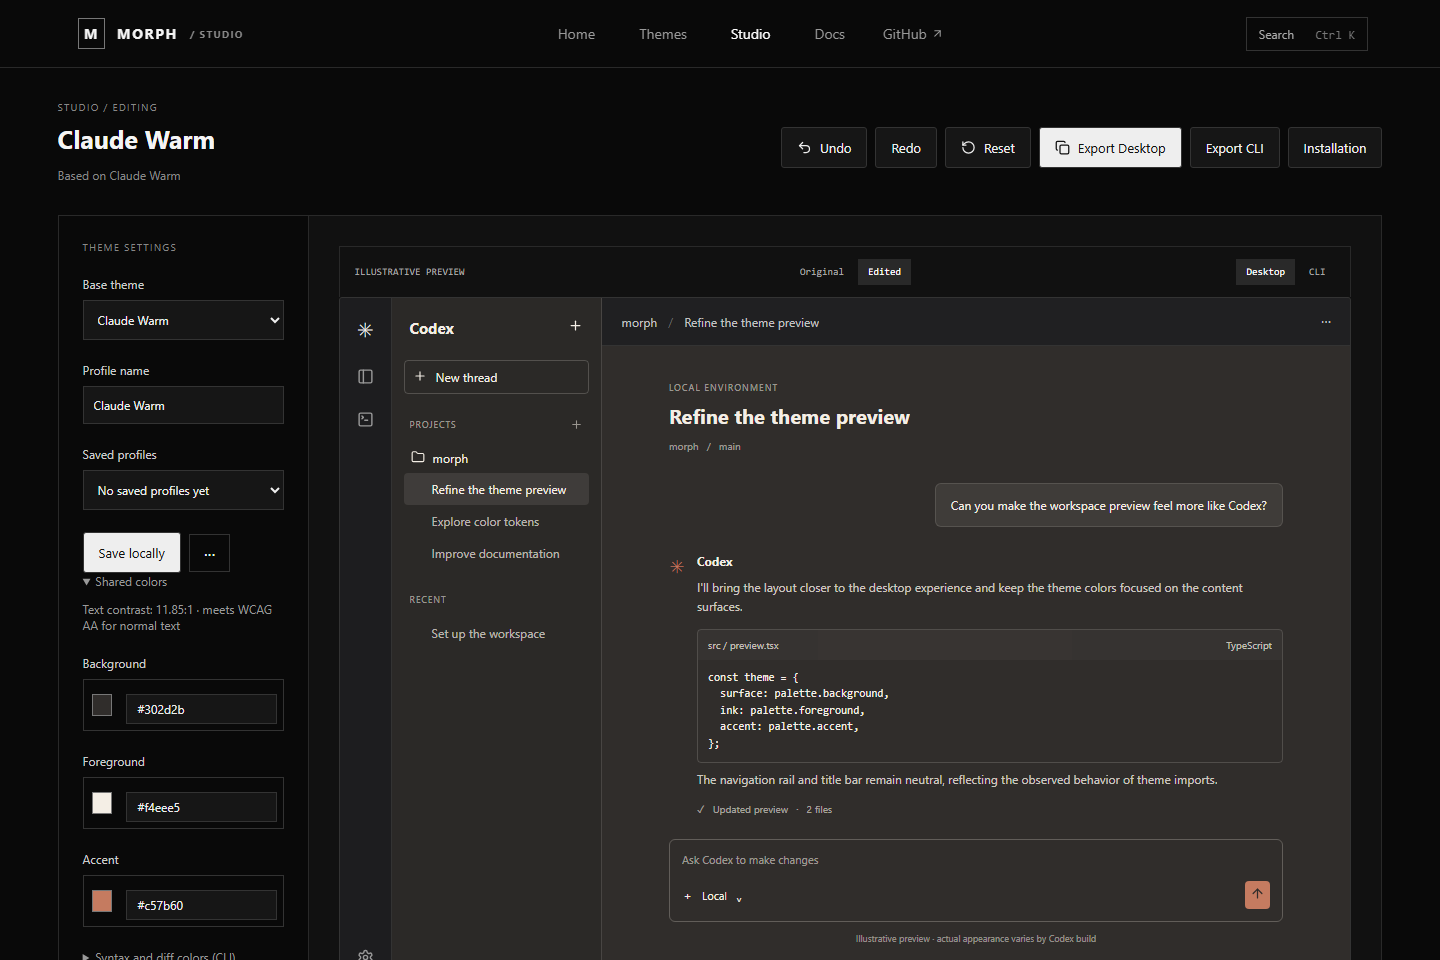 M MORPH / STUDIO
Home
Themes
Studio
Docs
GitHub ↗
Search Ctrl K
STUDIO / EDITING
Claude Warm
Based on Claude Warm
Undo
Redo
Reset
Export Desktop
Export CLI
Installation
THEME SETTINGS
Base theme
Claude Warm
Profile name
Claude Warm
Saved profiles
No saved profiles yet
Save locally
...
▼ Shared colors
Text contrast: 11.85:1 · meets WCAG
AA for normal text
Background
#302d2b
Foreground
#f4eee5
Accent
#c57b60
▶ Syntax and diff colors (CLI)
ILLUSTRATIVE PREVIEW
Original
Edited
Desktop
CLI
Codex +
+ New thread
PROJECTS +
morph
Refine the theme preview
Explore color tokens
Improve documentation
RECENT
Set up the workspace
morph / Refine the theme preview
...
LOCAL ENVIRONMENT
Refine the theme preview
morph / main
Can you make the workspace preview feel more like Codex?
Codex
I'll bring the layout closer to the desktop experience and keep the theme colors focused on the content
surfaces.
src / preview.tsx TypeScript
const theme = {
  surface: palette.background,
  ink: palette.foreground,
  accent: palette.accent,
};
The navigation rail and title bar remain neutral, reflecting the observed behavior of theme imports.
✓ Updated preview · 2 files
Ask Codex to make changes
+ Local ⌄
Illustrative preview · actual appearance varies by Codex build